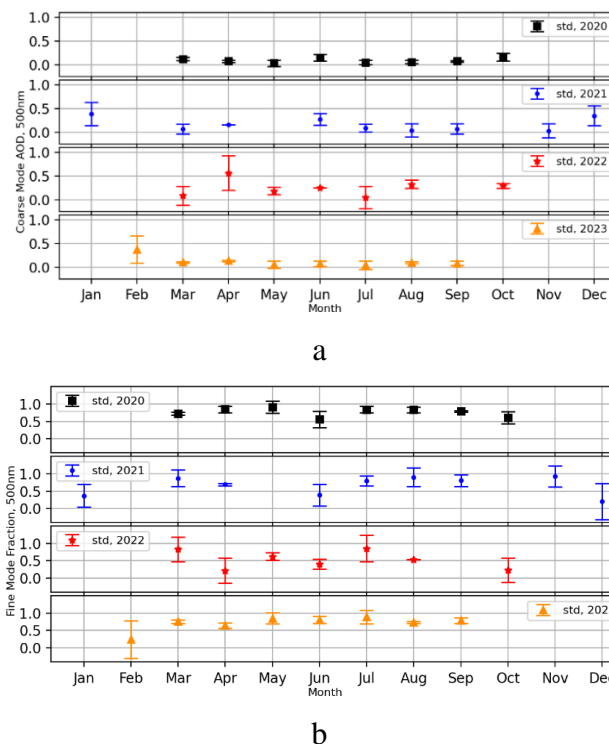 Coarse Mode AOD, 500nm
1.0
0.5
0.0
std, 2020
1.0
0.5
0.0
std, 2021
1.0
0.5
0.0
std, 2022
1.0
0.5
0.0
std, 2023
Jan Feb Mar Apr May Jun Jul Aug Sep Oct Nov Dec
Month
a
Fine Mode Fraction, 500nm
1.0
0.5
0.0
std, 2020
1.0
0.5
0.0
std, 2021
1.0
0.5
0.0
std, 2022
1.0
0.5
0.0
std, 202
Jan Feb Mar Apr May Jun Jul Aug Sep Oct Nov Dec
Month
b